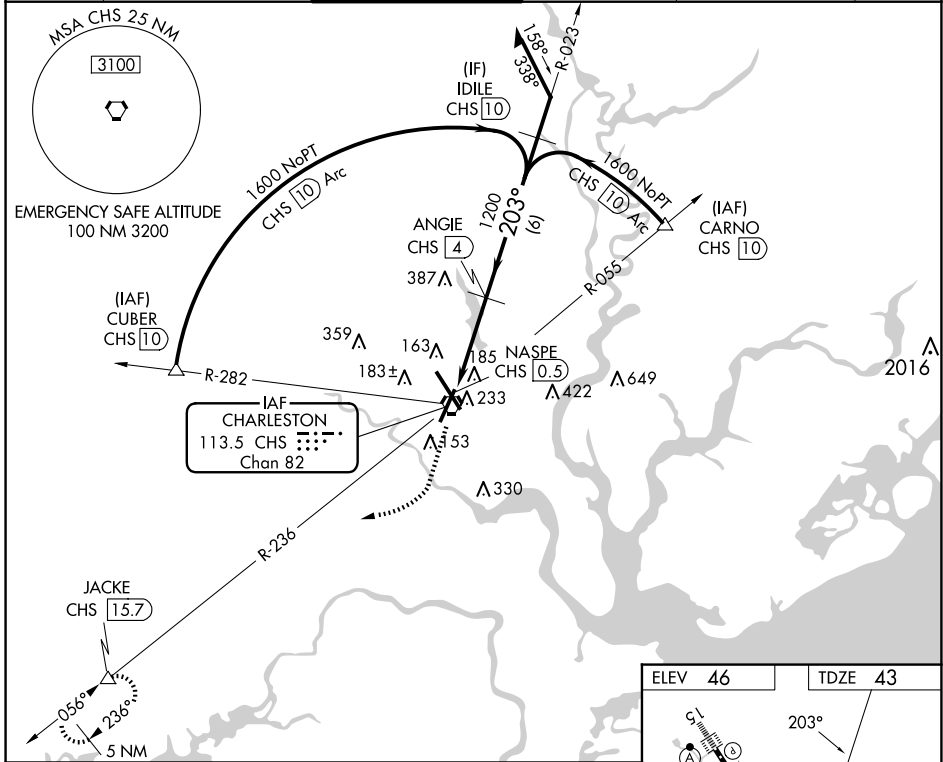 MSA CHS 25 NM
3100
EMERGENCY SAFE ALTITUDE
100 NM 3200
158°
338°
R-023
(IF)
IDILE
CHS 10
1600 NoPT
CHS 10 Arc
1600 NoPT
CHS 10 Arc
(IAF)
CARNO
CHS 10
1200
203°
(6)
ANGIE
CHS 4
387
R-055
(IAF)
CUBER
CHS 10
R-282
359
163
183±
185
NASPE
CHS 0.5
233
422
649
2016
IAF
CHARLESTON
113.5 CHS
Chan 82
153
330
R-236
JACKE
CHS 15.7
056°
236°
5 NM
ELEV 46
TDZE 43
203°
15
A
P